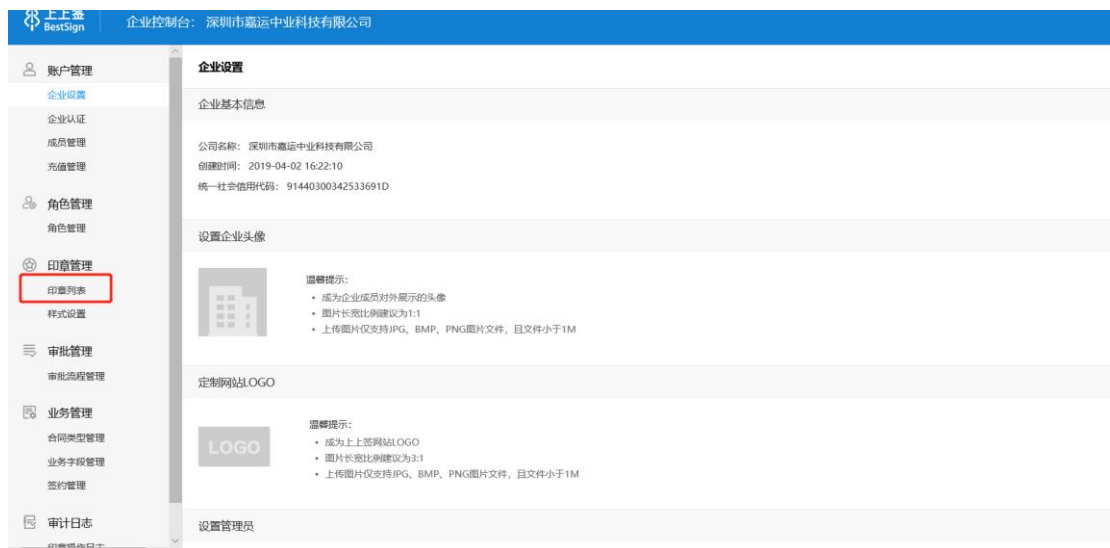 上上签
BestSign
企业控制台： 深圳市嘉运中业科技有限公司
账户管理
企业设置
企业认证
成员管理
充值管理
角色管理
角色管理
印章管理
印章列表
样式设置
审批管理
审批流程管理
业务管理
合同类型管理
业务字段管理
签约管理
审计日志
印章操作日志
企业设置
企业基本信息
公司名称： 深圳市嘉运中业科技有限公司
创建时间： 2019-04-02 16:22:10
统一社会信用代码： 91440300342533691D
设置企业头像
温馨提示：
• 成为企业成员对外展示的头像
• 图片长宽比例建议为1:1
• 上传图片仅支持JPG、BMP、PNG图片文件，且文件小于1M
定制网站LOGO
LOGO
温馨提示：
• 成为上上签网站LOGO
• 图片长宽比例建议为3:1
• 上传图片仅支持JPG、BMP、PNG图片文件，且文件小于1M
设置管理员